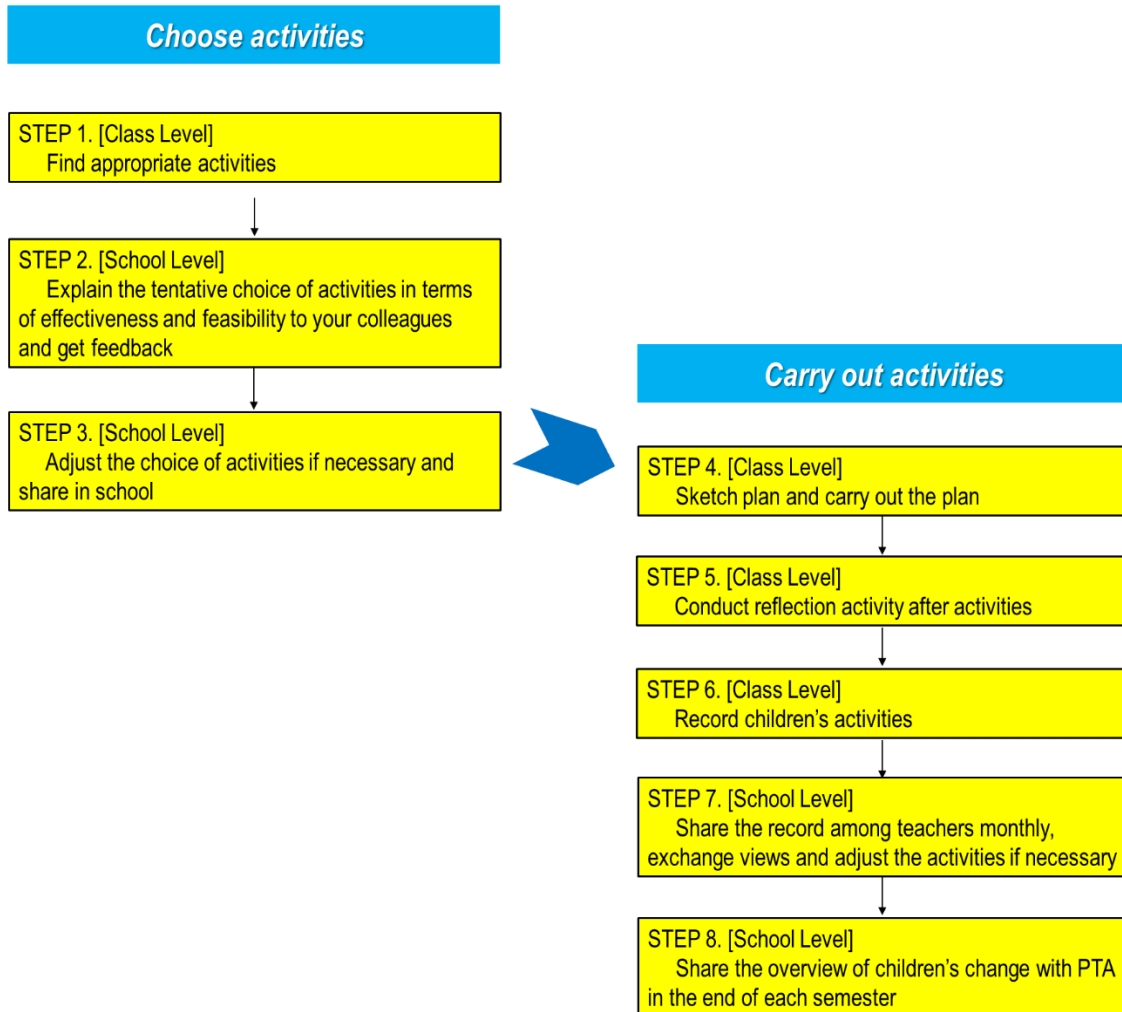 Choose activities
STEP 1. [Class Level]
Find appropriate activities
STEP 2. [School Level]
Explain the tentative choice of activities in terms
of effectiveness and feasibility to your colleagues
and get feedback
STEP 3. [School Level]
Adjust the choice of activities if necessary and
share in school
Carry out activities
STEP 4. [Class Level]
Sketch plan and carry out the plan
STEP 5. [Class Level]
Conduct reflection activity after activities
STEP 6. [Class Level]
Record children’s activities
STEP 7. [School Level]
Share the record among teachers monthly,
exchange views and adjust the activities if necessary
STEP 8. [School Level]
Share the overview of children’s change with PTA
in the end of each semester